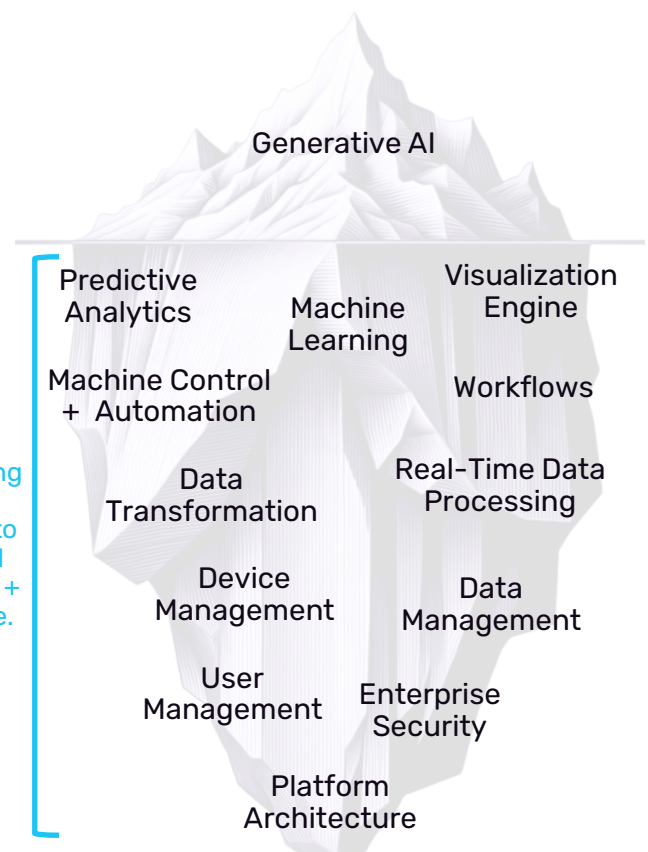 Generative AI
Predictive
Analytics
Machine
Learning
Visualization
Engine
Machine Control
+ Automation
Workflows
Data
Transformation
Real-Time Data
Processing
Device
Management
Data
Management
User
Management
Enterprise
Security
Platform
Architecture
+